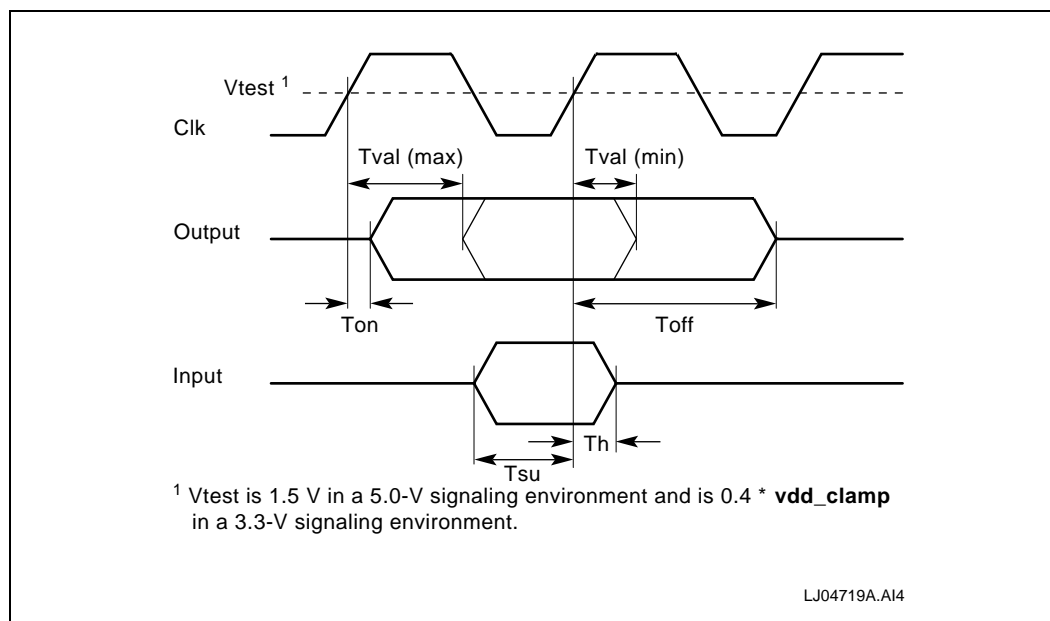 Vtest 1
Clk
Tval (max)
Tval (min)
Output
Ton
Toff
Input
Th
Tsu
1 Vtest is 1.5 V in a 5.0-V signaling environment and is 0.4 * vdd_clamp
in a 3.3-V signaling environment.
LJ04719A.AI4